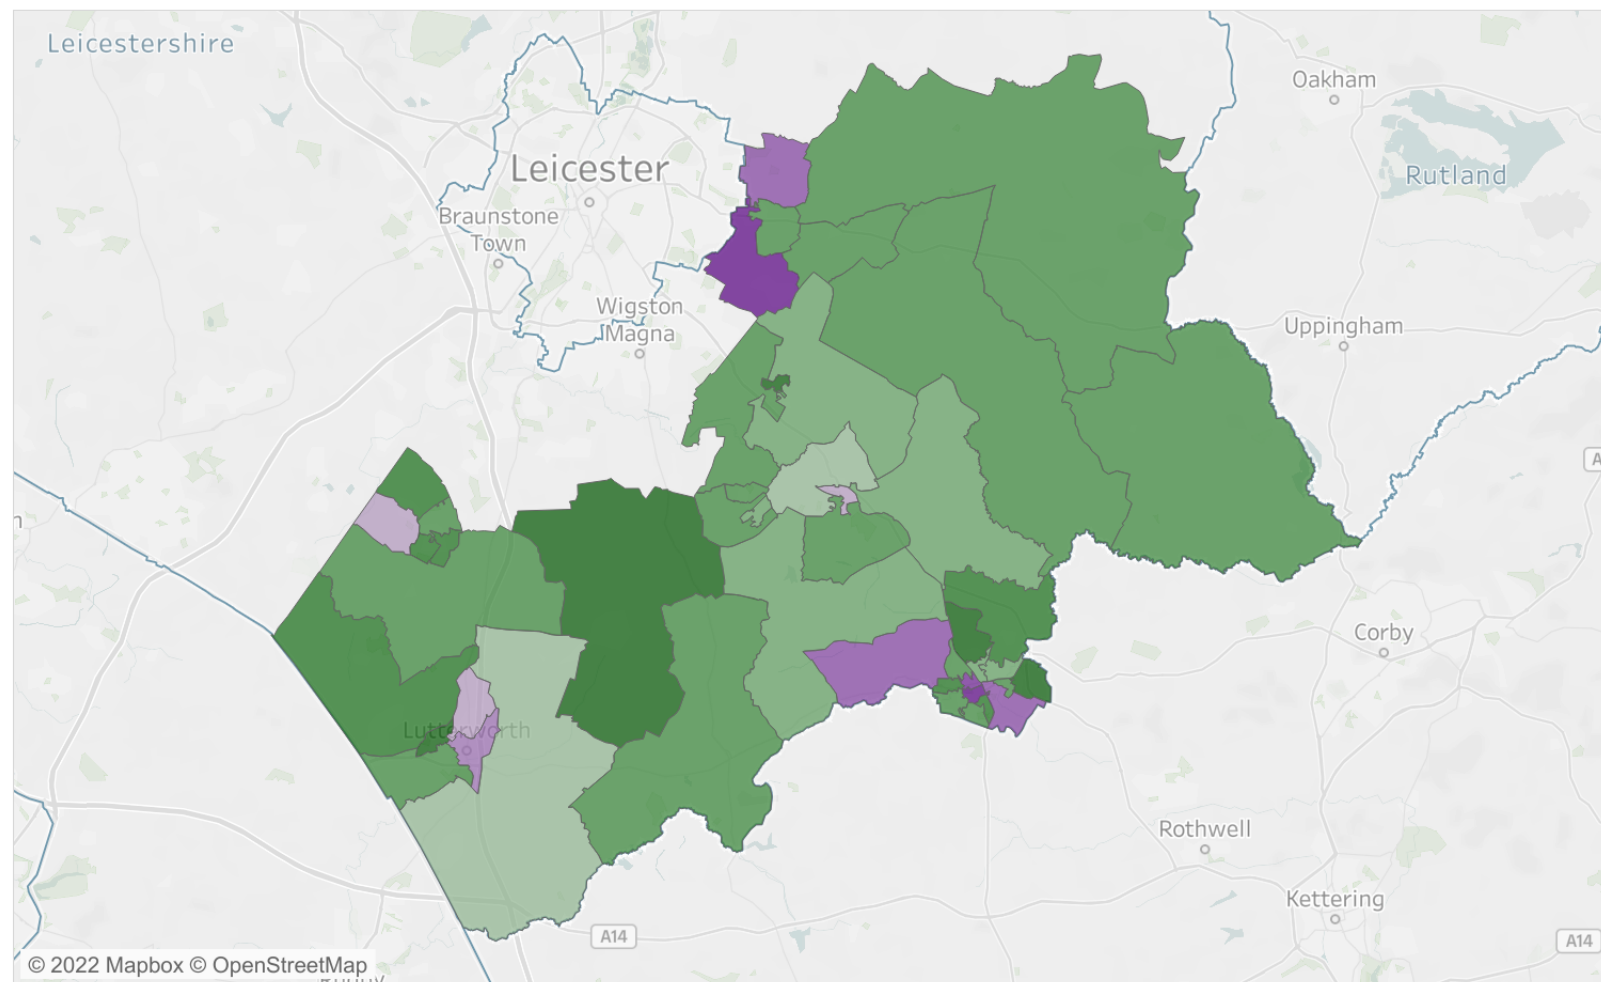 Leicestershire
Oakham
Leicester
Rutland
Braunstone
Town
Wigston
Magna
Uppingham
A
n
Corby
Lutterworth
Rothwell
Kettering
A14
A14
© 2022 Mapbox © OpenStreetMap